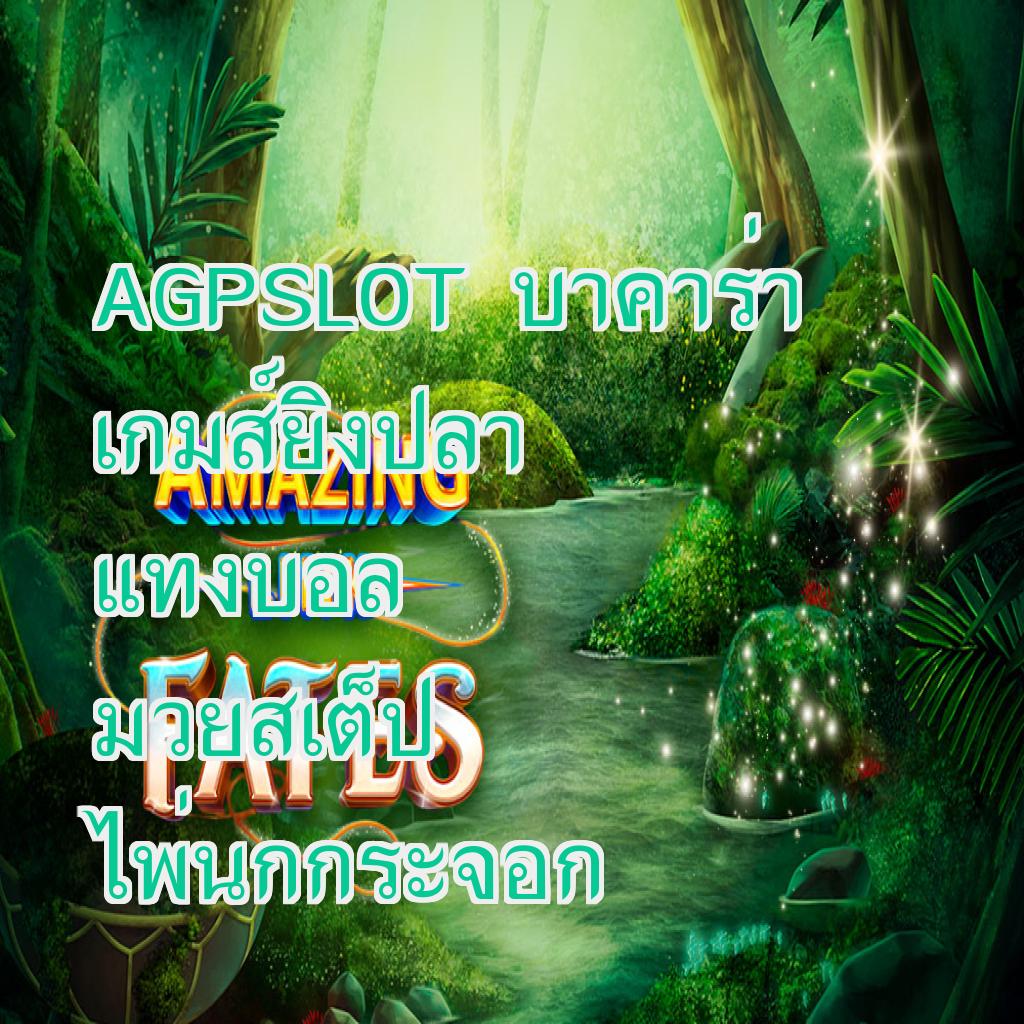 AGPSLOT บาคาร่า
เกมส์ยิงปลา
AMAZING
แทงบอล
FATES
มวยสเต็ป
ไพ่นกกระจอก